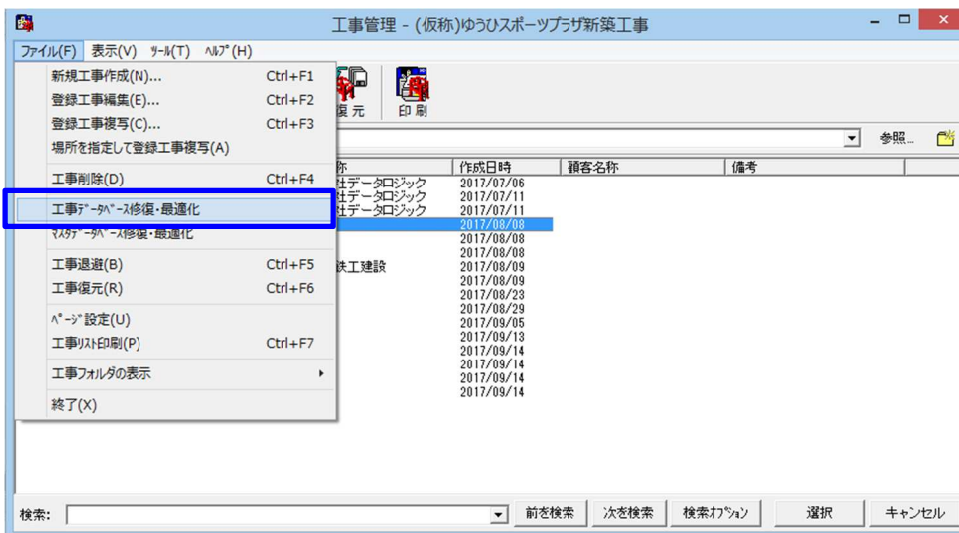 工事管理 - (仮称)ゆうひスポーツプラザ新築工事
ファイル(F) 表示(V) ﾂｰﾙ(T) ﾍﾙﾌﾟ(H)
新規工事作成(N)... Ctrl+F1
登録工事編集(E)... Ctrl+F2
登録工事複写(C)... Ctrl+F3
場所を指定して登録工事複写(A)
工事削除(D) Ctrl+F4
工事ﾃﾞｰﾀﾍﾞｰｽ修復･最適化
ﾏｽﾀﾃﾞｰﾀﾍﾞｰｽ修復･最適化
工事退避(B) Ctrl+F5
工事復元(R) Ctrl+F6
ﾍﾟｰｼﾞ設定(U)
工事ﾘｽﾄ印刷(P) Ctrl+F7
工事フォルダの表示
終了(X)
復元 印刷
参照...
称 作成日時 顧客名称 備考
社データロジック 2017/07/06
社データロジック 2017/07/11
社データロジック 2017/07/11
2017/08/08
2017/08/08
2017/08/08
鉄工建設 2017/08/09
2017/08/09
2017/08/23
2017/08/29
2017/09/05
2017/09/13
2017/09/14
2017/09/14
2017/09/14
2017/09/14
検索: 前を検索 次を検索 検索ｵﾌﾟｼｮﾝ 選択 キャンセル